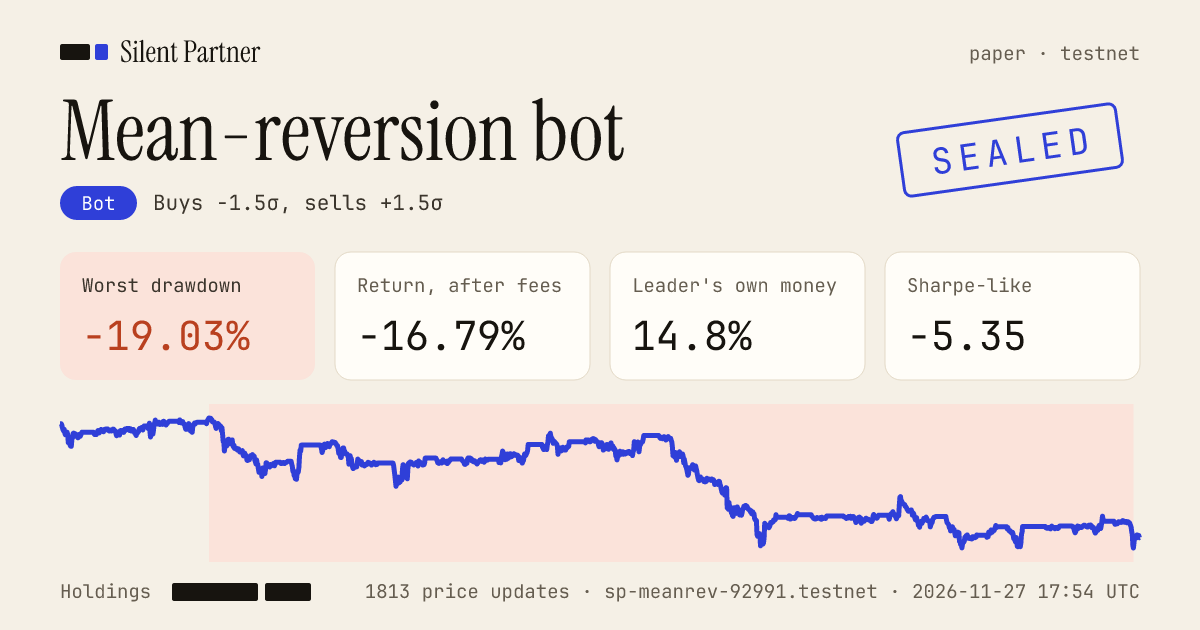 Silent Partner
paper · testnet
Mean-reversion bot
SEALED
Bot
Buys -1.5σ, sells +1.5σ
Worst drawdown
-19.03%
Return, after fees
-16.79%
Leader's own money
14.8%
Sharpe-like
-5.35
Holdings
1813 price updates · sp-meanrev-92991.testnet · 2026-11-27 17:54 UTC